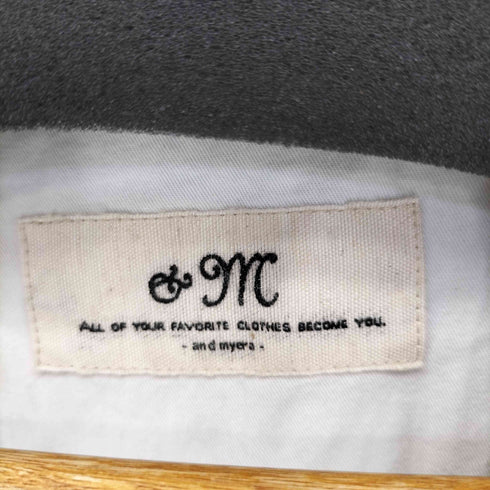 & M
ALL OF YOUR FAVORITE CLOTHES BECOME YOU.
- and myera -